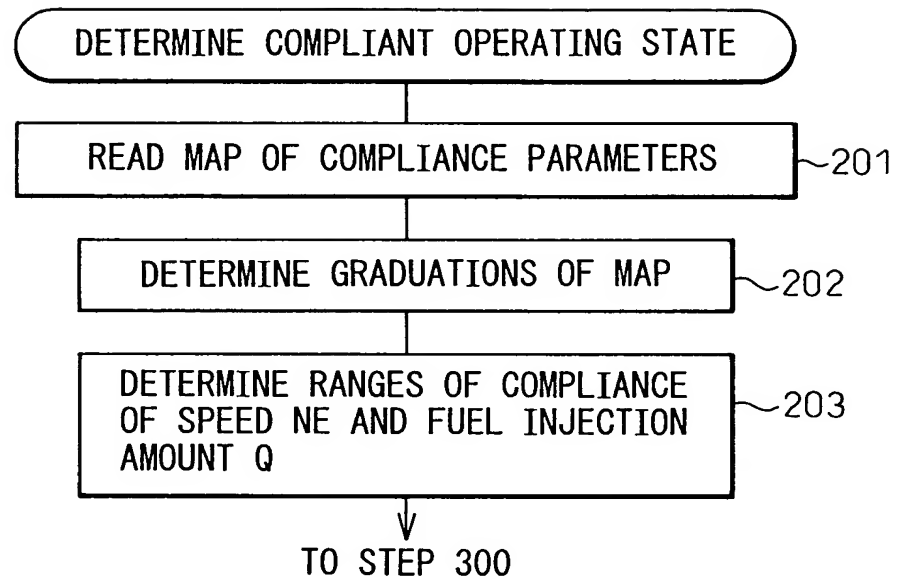 DETERMINE COMPLIANT OPERATING STATE
READ MAP OF COMPLIANCE PARAMETERS
201
DETERMINE GRADUATIONS OF MAP
202
DETERMINE RANGES OF COMPLIANCE
OF SPEED NE AND FUEL INJECTION
AMOUNT Q
203
TO STEP 300